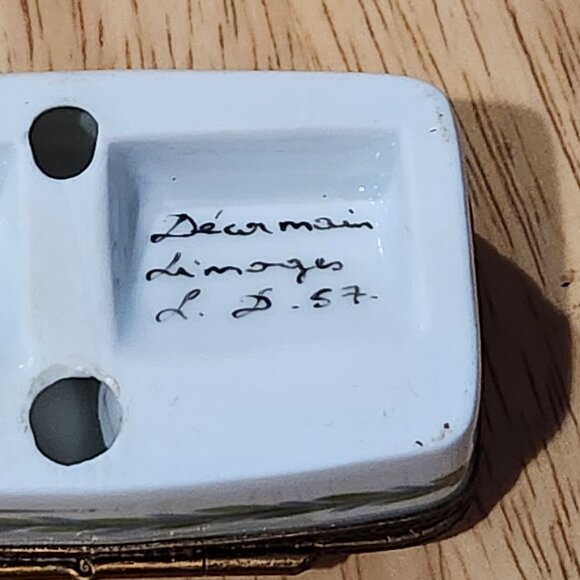 Décor main
Limoges
L. D. 57.